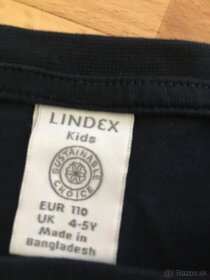 LINDEX
Kids
SUSTAINABLE
CHOICE
EUR 110
UK 4-5Y
Made in
Bangladesh
© Bazos.sk